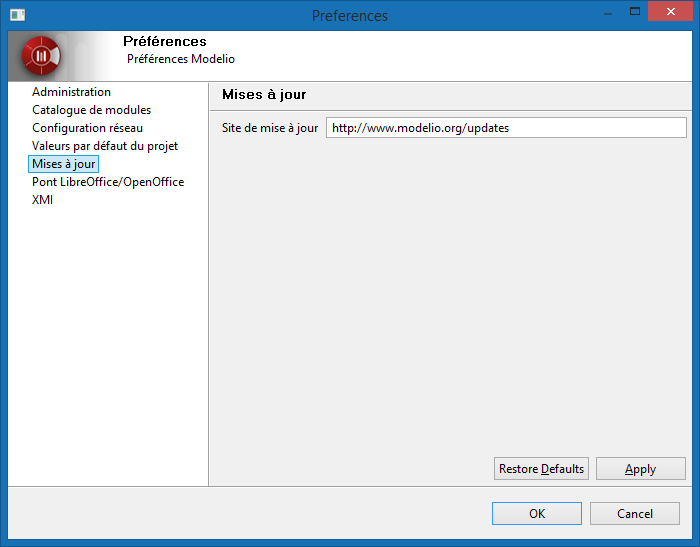 Preferences
Préférences
Préférences Modelio
Administration
Catalogue de modules
Configuration réseau
Valeurs par défaut du projet
Mises à jour
Pont LibreOffice/OpenOffice
XMI
Mises à jour
Site de mise à jour http://www.modelio.org/updates
Restore Defaults Apply
OK Cancel